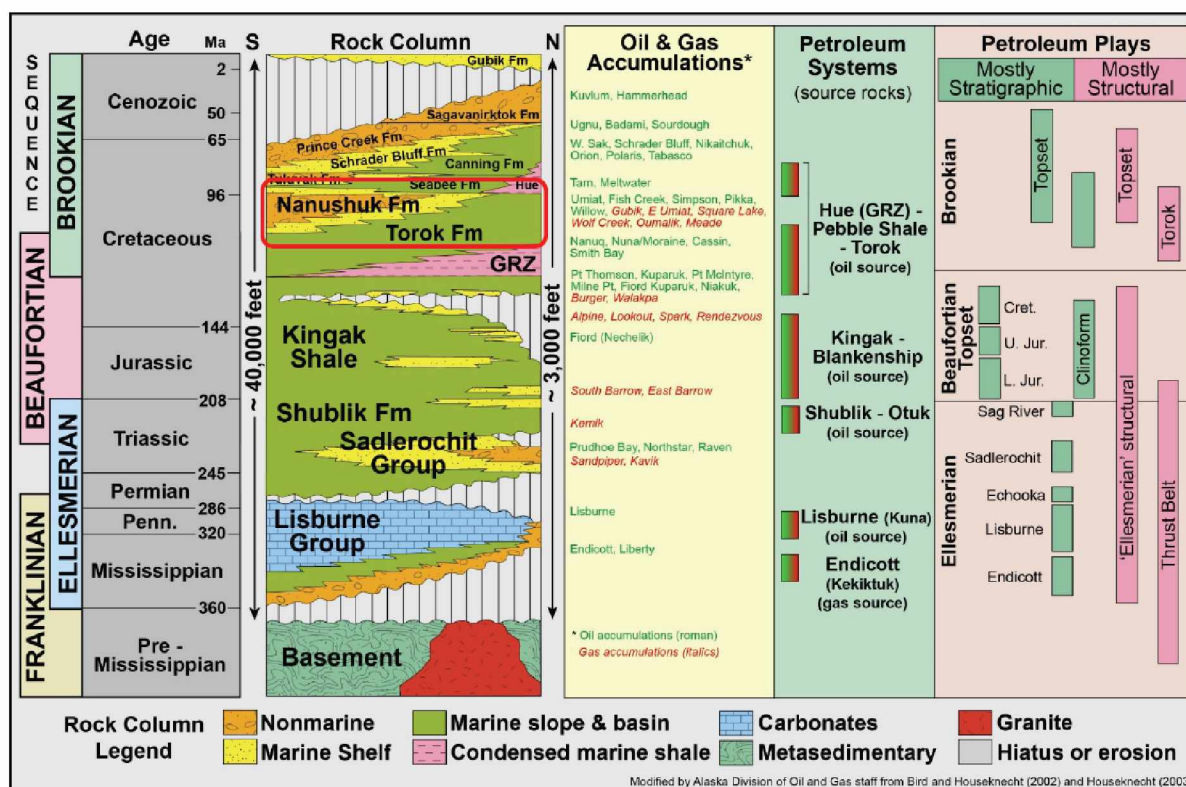 SEQUENCE
Age
Ma
S
Rock Column
N
Oil & Gas
Accumulations*
Petroleum
Systems
(source rocks)
Petroleum Plays
Mostly
Stratigraphic
Mostly
Structural
BROOKIAN
BEAUFORTIAN
ELLESMERIAN
FRANKLINIAN
Cenozoic
Cretaceous
Jurassic
Triassic
Permian
Penn.
Mississippian
Pre -
Mississippian
2
50
65
96
144
208
245
286
320
360
~ 40,000 feet
Gubik Fm
Sagavanirktok Fm
Prince Creek Fm
Schrader Bluff Fm
Canning Fm
Tuluvak Fm
Seabee Fm
Hue
Nanushuk Fm
Torok Fm
GRZ
Kingak
Shale
Shublik Fm
Sadlerochit
Group
Lisburne
Group
Basement
~ 3,000 feet
Kuvlum, Hammerhead
Ugnu, Badami, Sourdough
W. Sak, Schrader Bluff, Nikaitchuk,
Orion, Polaris, Tabasco
Tarn, Meltwater
Umiat, Fish Creek, Simpson, Pikka,
Willow, Gubik, E Umiat, Square Lake,
Wolf Creek, Oumalik, Meade
Nanuq, Nuna/Moraine, Cassin,
Smith Bay
Pt Thomson, Kuparuk, Pt McIntyre,
Milne Pt, Fiord Kuparuk, Niakuk,
Burger, Walakpa
Alpine, Lookout, Spark, Rendezvous
Fiord (Nechelik)
South Barrow, East Barrow
Kemik
Prudhoe Bay, Northstar, Raven
Sandpiper, Kavik
Lisburne
Endicott, Liberty
* Oil accumulations (roman)
Gas accumulations (italics)
Hue (GRZ) -
Pebble Shale
- Torok
(oil source)
Kingak -
Blankenship
(oil source)
Shublik - Otuk
(oil source)
Lisburne (Kuna)
(oil source)
Endicott
(Kekiktuk)
(gas source)
Brookian
Topset
Topset
Torok
Beaufortian
Topset
Cret.
U. Jur.
L. Jur.
Clinoform
Ellesmerian
Sag River
Sadlerochit
Echooka
Lisburne
Endicott
'Ellesmerian' structural
Thrust Belt
Rock Column
Legend
Nonmarine
Marine slope & basin
Carbonates
Granite
Marine Shelf
Condensed marine shale
Metasedimentary
Hiatus or erosion
Modified by Alaska Division of Oil and Gas staff from Bird and Houseknecht (2002) and Houseknecht (2003